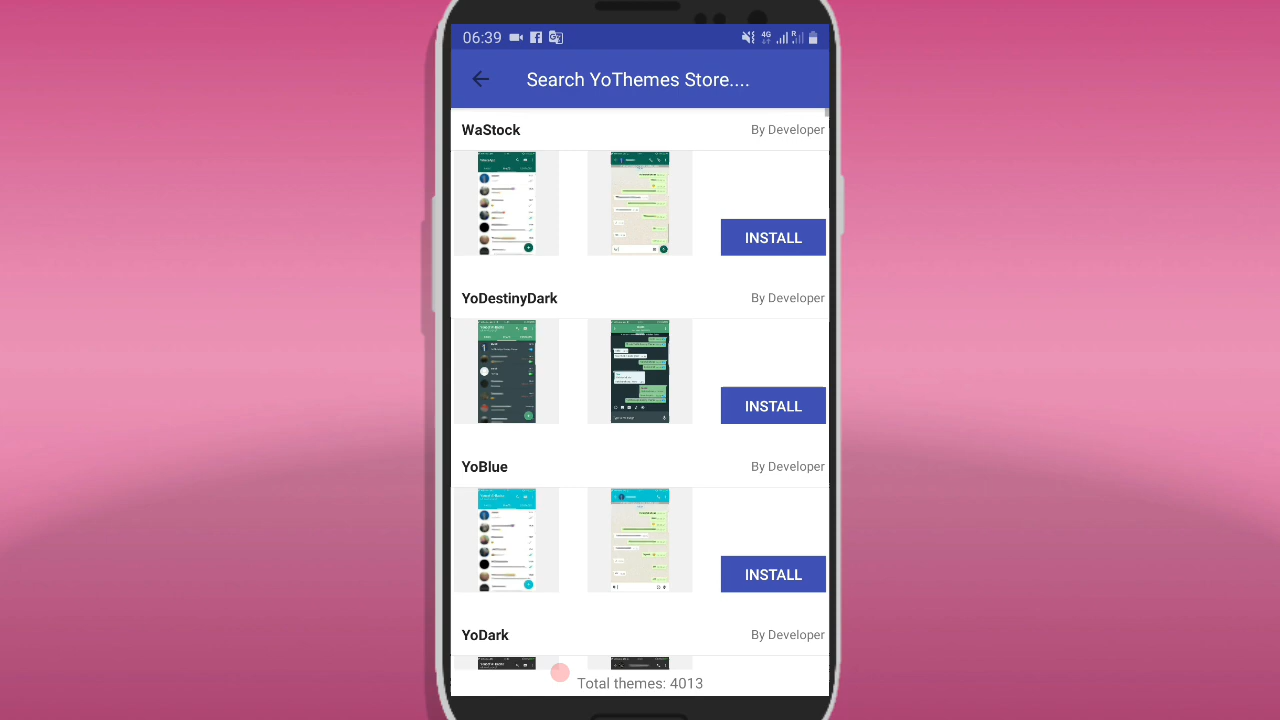 06:39
4G
R
Search YoThemes Store....
WaStock
By Developer
INSTALL
YoDestinyDark
By Developer
INSTALL
YoBlue
By Developer
INSTALL
YoDark
By Developer
Total themes: 4013